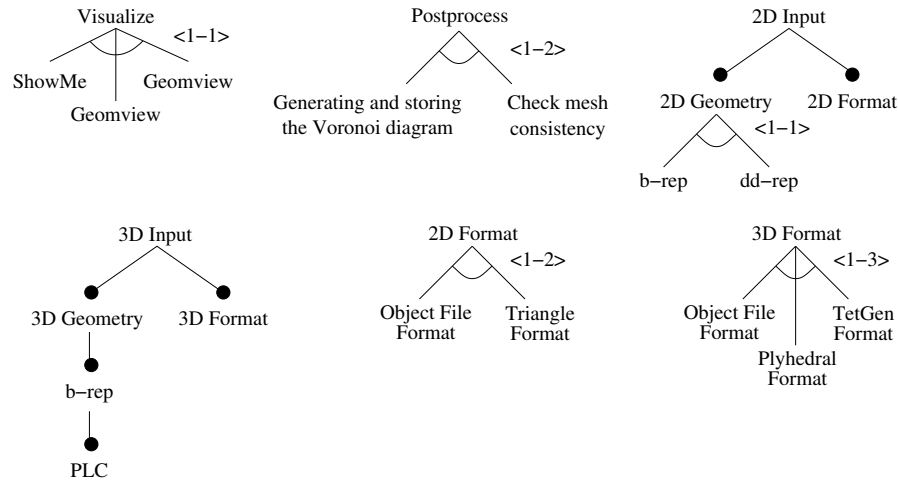 Visualize
<1−1>
ShowMe
Geomview
Geomview
Postprocess
<1−2>
Generating and storing
the Voronoi diagram
Check mesh
consistency
2D Input
2D Geometry
2D Format
<1−1>
b−rep
dd−rep
3D Input
3D Geometry
3D Format
b−rep
PLC
2D Format
<1−2>
Object File
Format
Triangle
Format
3D Format
<1−3>
Object File
Format
Plyhedral
Format
TetGen
Format